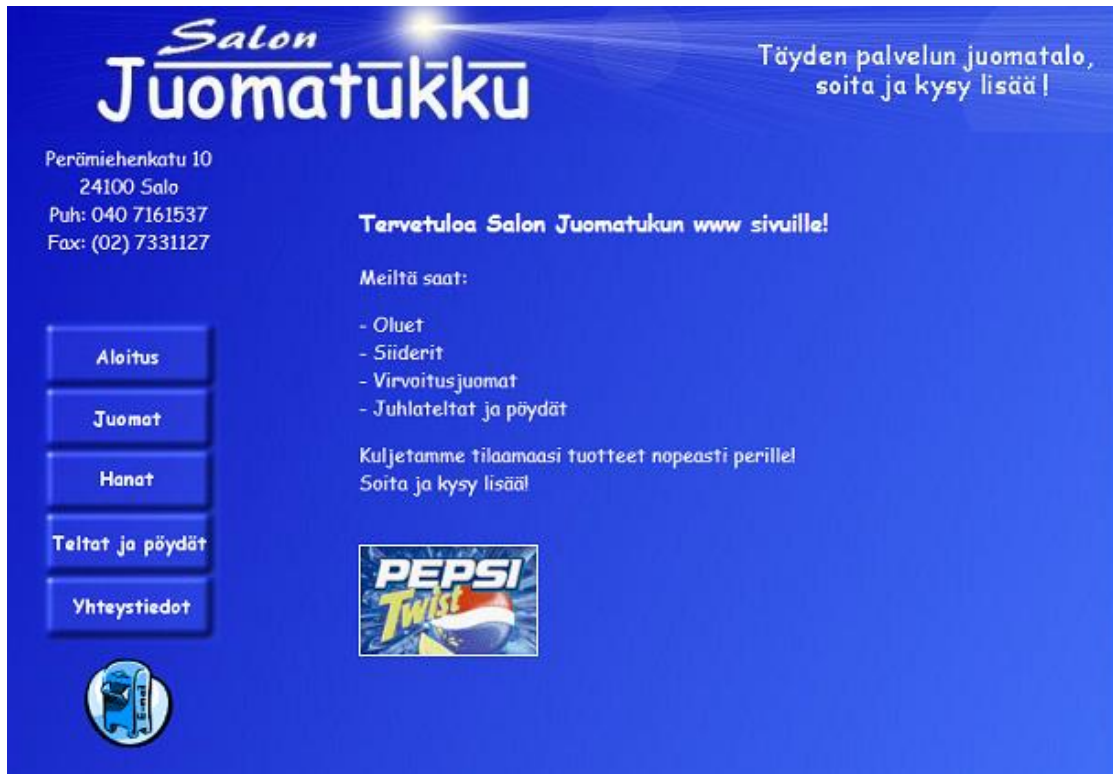 Salon
Juomatukku
Täyden palvelun juomatalo,
soita ja kysy lisää!
Perämiehenkatu 10
24100 Salo
Puh: 040 7161537
Fax: (02) 7331127
Tervetuloa Salon Juomatukun www sivuille!
Meiltä saat:
- Oluet
- Siiderit
- Virvoitusjuomat
- Juhlateltat ja pöydät
Kuljetamme tilaamaasi tuotteet nopeasti perille!
Soita ja kysy lisää!
Aloitus
Juomat
Hanat
Teltat ja pöydät
Yhteystiedot
PEPSI
Twist